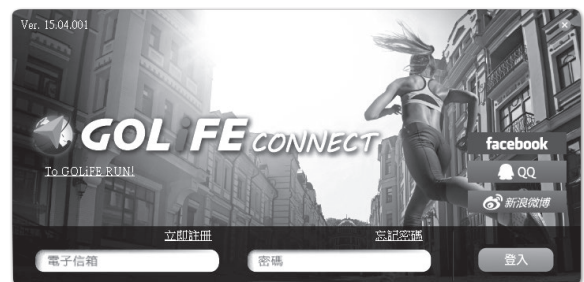 Ver. 15.04.001
×
GOLiFE CONNECT
facebook
To GOLiFE RUN!
QQ
新浪微博
立即註冊
忘記密碼
電子信箱
密碼
登入